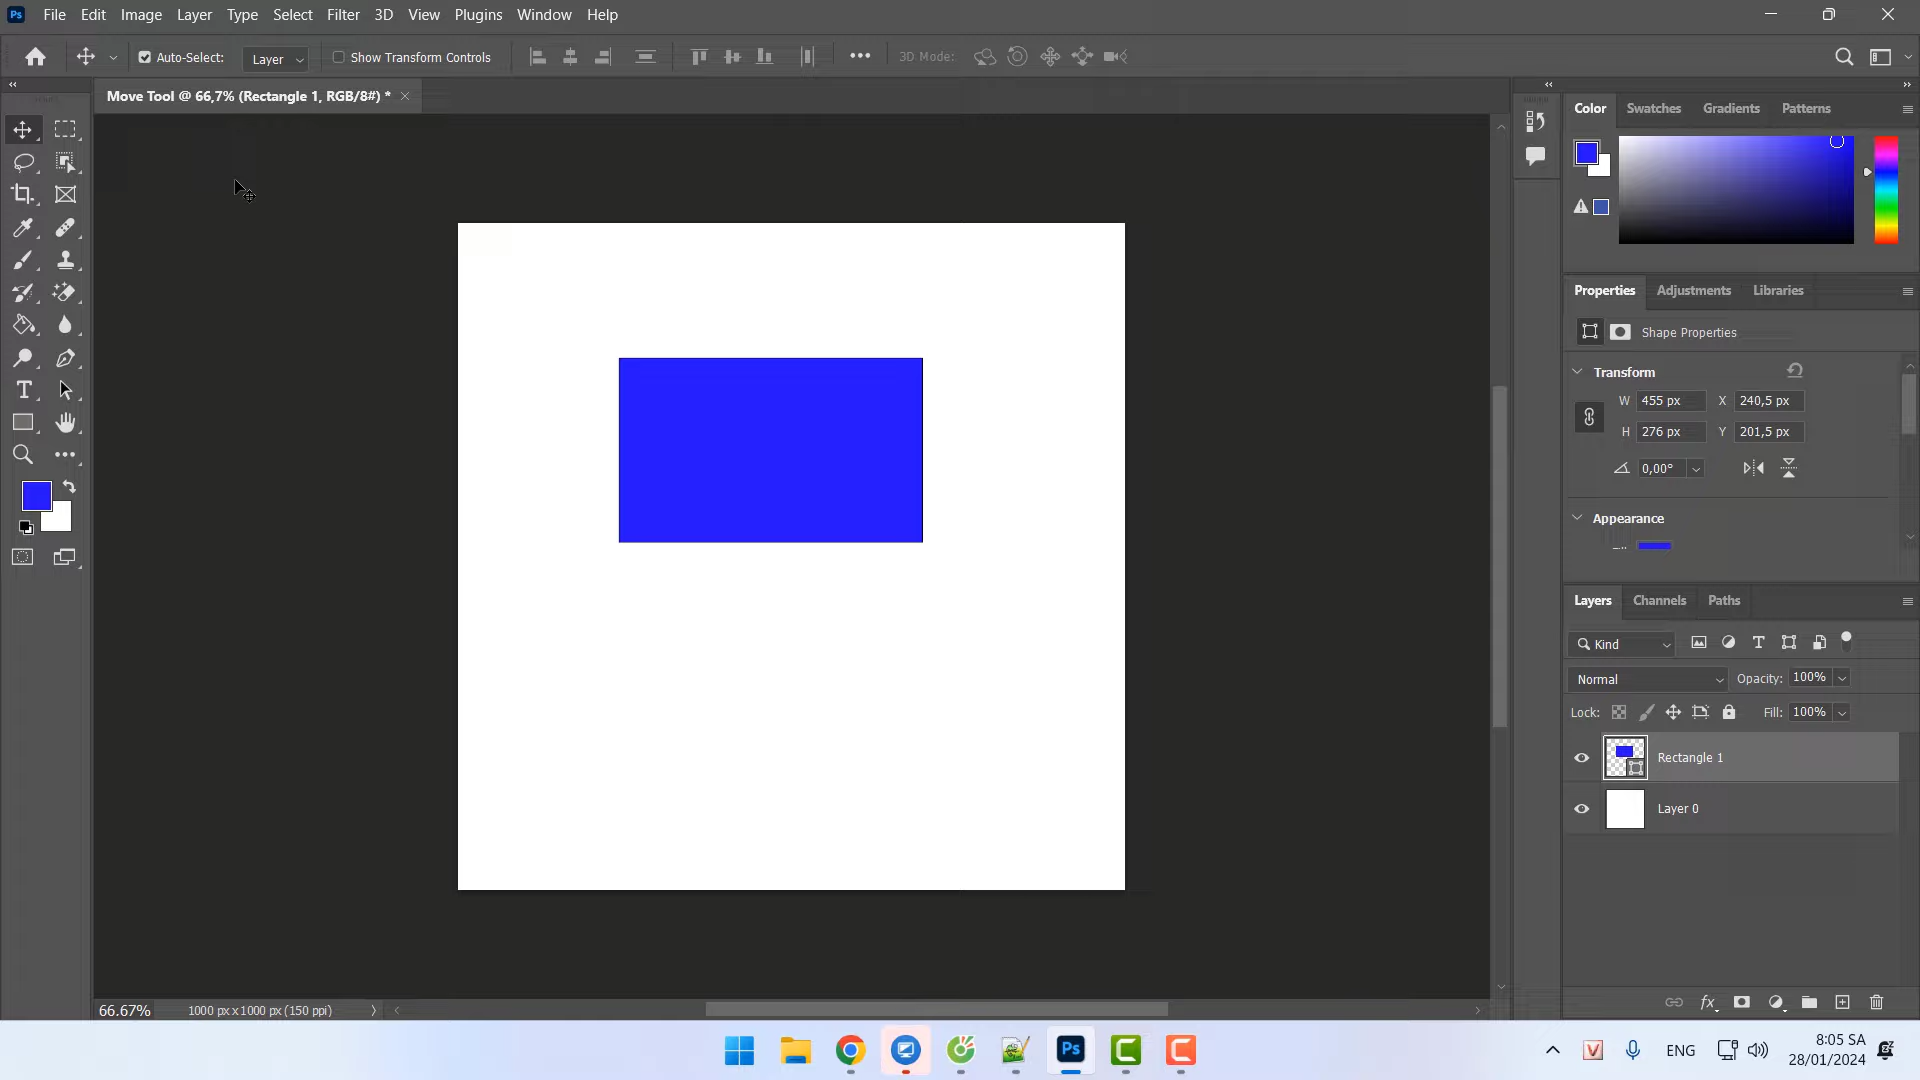 Ps File Edit Image Layer Type Select Filter 3D View Plugins Window Help
Auto-Select: Layer Show Transform Controls 3D Mode:
Move Tool @ 66,7% (Rectangle 1, RGB/8#) *
Color Swatches Gradients Patterns
Properties Adjustments Libraries
Shape Properties
Transform
W 455 px X 240,5 px
H 276 px Y 201,5 px
0,00°
Appearance
Layers Channels Paths
Kind
Normal Opacity: 100%
Lock: Fill: 100%
Rectangle 1
Layer 0
66.67% 1000 px x 1000 px (150 ppi)
fx
Ps
ENG
8:05 SA
28/01/2024